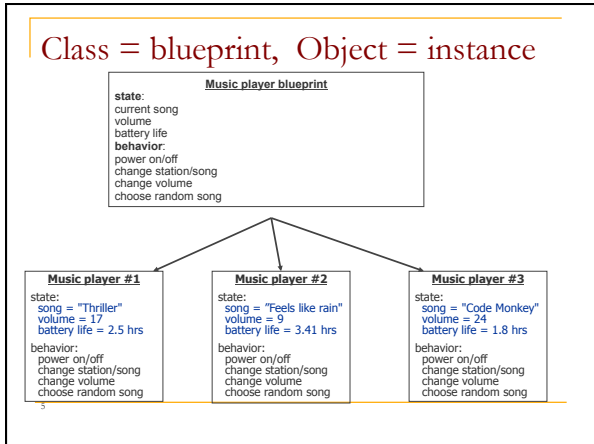 Class = blueprint, Object = instance
Music player blueprint
state:
current song
volume
battery life
behavior:
power on/off
change station/song
change volume
choose random song
Music player #1
state:
song = "Thriller"
volume = 17
battery life = 2.5 hrs
behavior:
power on/off
change station/song
change volume
choose random song
Music player #2
state:
song = ”Feels like rain"
volume = 9
battery life = 3.41 hrs
behavior:
power on/off
change station/song
change volume
choose random song
Music player #3
state:
song = "Code Monkey"
volume = 24
battery life = 1.8 hrs
behavior:
power on/off
change station/song
change volume
choose random song
5